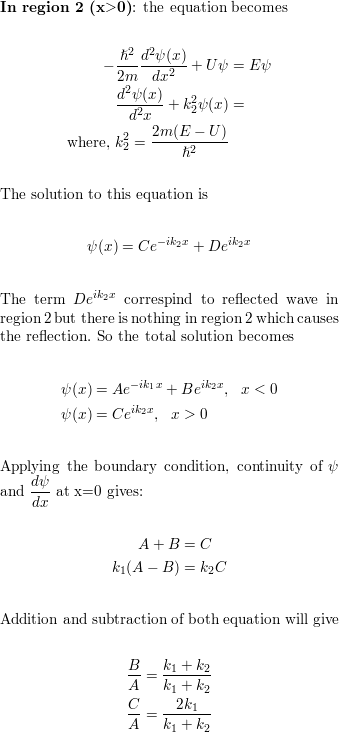 In region 2 (x>0): the equation becomes
$-\frac{\hbar^2}{2m}\frac{d^2\psi(x)}{dx^2} + U\psi = E\psi$
$\frac{d^2\psi(x)}{d^2x} + k_2^2\psi(x) =$
where, $k_2^2 = \frac{2m(E-U)}{\hbar^2}$
The solution to this equation is
$\psi(x) = Ce^{-ik_2x} + De^{ik_2x}$
The term $De^{ik_2x}$ correspind to reflected wave in
region 2 but there is nothing in region 2 which causes
the reflection. So the total solution becomes
$\psi(x) = Ae^{-ik_1x} + Be^{ik_2x}, \ x < 0$
$\psi(x) = Ce^{ik_2x}, \ x > 0$
Applying the boundary condition, continuity of $\psi$
and $\frac{d\psi}{dx}$ at x=0 gives:
$A + B = C$
$k_1(A - B) = k_2C$
Addition and subtraction of both equation will give
$\frac{B}{A} = \frac{k_1 + k_2}{k_1 + k_2}$
$\frac{C}{A} = \frac{2k_1}{k_1 + k_2}$